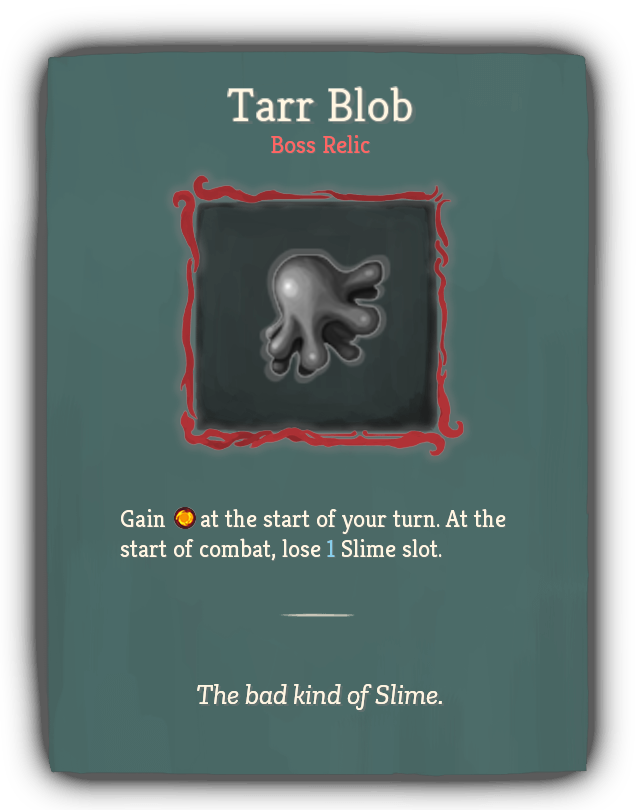 Tarr Blob
Boss Relic
Gain at the start of your turn. At the
start of combat, lose 1 Slime slot.
The bad kind of Slime.